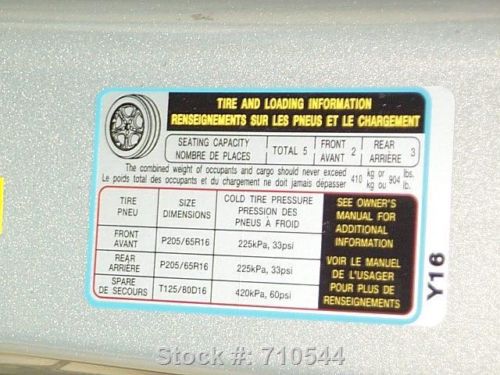 TIRE AND LOADING INFORMATION
RENSEIGNEMENTS SUR LES PNEUS ET LE CHARGEMENT
SEATING CAPACITY
NOMBRE DE PLACES
TOTAL 5
FRONT
AVANT 2
REAR
ARRIÈRE 3
The combined weight of occupants and cargo should never exceed 410 kg or 904 lbs.
Le poids total des occupants et du chargement ne doit jamais dépasser kg ou lb.
TIRE
PNEU
SIZE
DIMENSIONS
COLD TIRE PRESSURE
PRESSION DES
PNEUS À FROID
FRONT
AVANT
P205/65R16
225kPa, 33psi
REAR
ARRIÈRE
P205/65R16
225kPa, 33psi
SPARE
DE SECOURS
T125/80D16
420kPa, 60psi
SEE OWNER'S
MANUAL FOR
ADDITIONAL
INFORMATION
VOIR LE MANUEL
DE L'USAGER
POUR PLUS DE
RENSEIGNEMENTS
Y16
Stock #: 710544